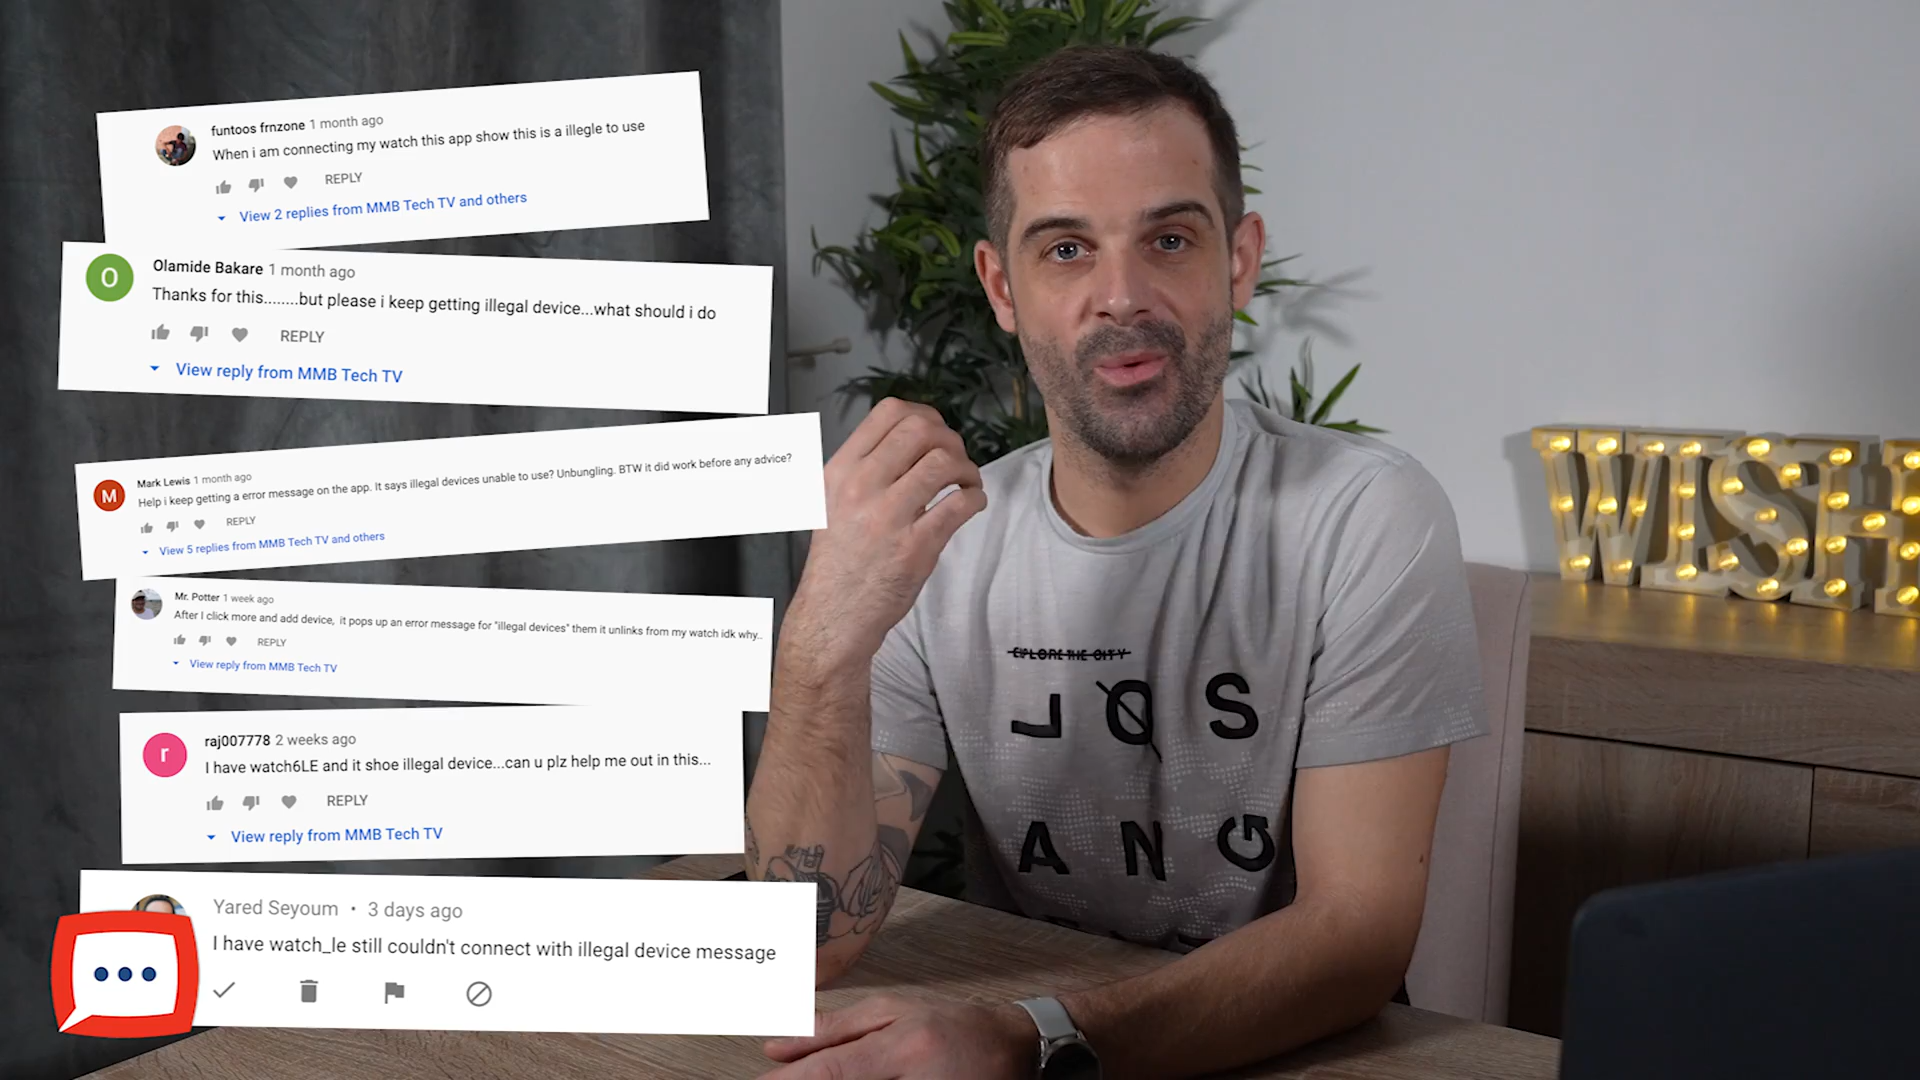 funtoos frnzone 1 month ago
When i am connecting my watch this app show this is a illegle to use
REPLY
View 2 replies from MMB Tech TV and others
O
Olamide Bakare 1 month ago
Thanks for this........but please i keep getting illegal device...what should i do
REPLY
View reply from MMB Tech TV
M
Mark Lewis 1 month ago
Help i keep getting a error message on the app. It says illegal devices unable to use? Unbungling. BTW it did work before any advice?
REPLY
View 5 replies from MMB Tech TV and others
Mr. Potter 1 week ago
After I click more and add device, it pops up an error message for "illegal devices" them it unlinks from my watch idk why..
REPLY
View reply from MMB Tech TV
r
raj007778 2 weeks ago
I have watch6LE and it shoe illegal device...can u plz help me out in this...
REPLY
View reply from MMB Tech TV
Yared Seyoum • 3 days ago
I have watch_le still couldn't connect with illegal device message
EXPLORE THE CITY
LOS
ANG
WISH